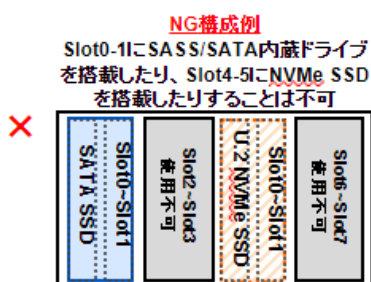 NG構成例
Slot0-1にSASS/SATA内蔵ドライブ
を搭載したり、Slot4-5にNVMe SSD
を搭載したりすることは不可
×
Slot0~Slot1
SATA SSD
Slot2~Slot3
使用不可
Slot0~Slot1
U.2 NVMe SSD
Slot6~Slot7
使用不可